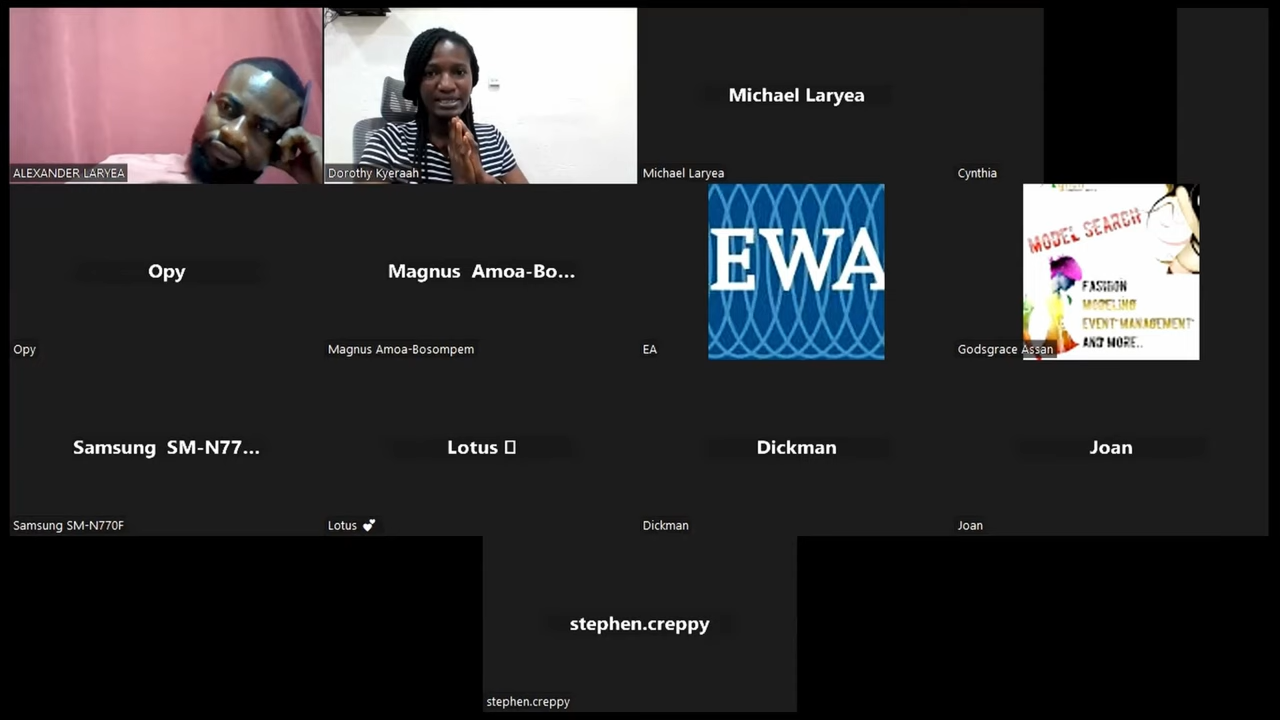 Michael Laryea
ALEXANDER LARYEA
Dorothy Kyeraah
Michael Laryea
Cynthia
Opy
Magnus Amoa-Bo...
EWA
MODEL SEARCH
FASHION
MODELING
EVENT MANAGEMENT
AND MORE..
Opy
Magnus Amoa-Bosompem
EA
Godsgrace Assan
Samsung SM-N77...
Lotus
Dickman
Joan
Samsung SM-N770F
Lotus 💕
Dickman
Joan
stephen.creppy
stephen.creppy